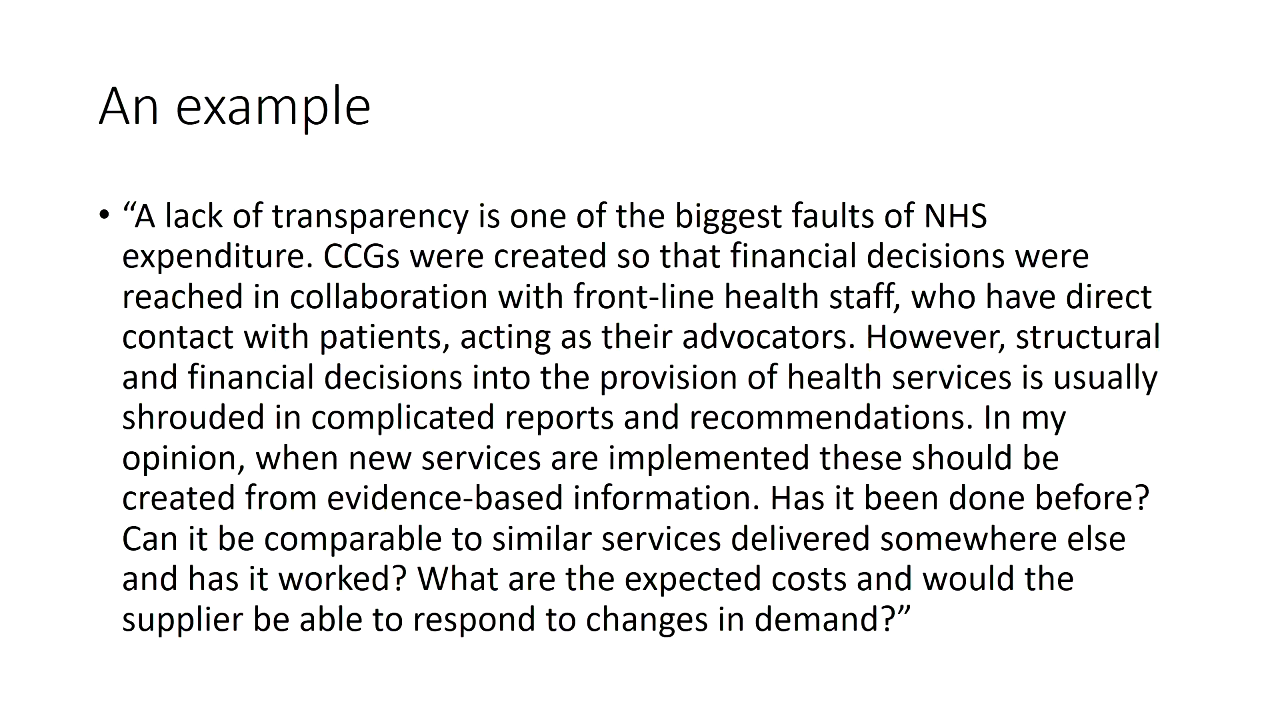 An example
• “A lack of transparency is one of the biggest faults of NHS
expenditure. CCGs were created so that financial decisions were
reached in collaboration with front-line health staff, who have direct
contact with patients, acting as their advocators. However, structural
and financial decisions into the provision of health services is usually
shrouded in complicated reports and recommendations. In my
opinion, when new services are implemented these should be
created from evidence-based information. Has it been done before?
Can it be comparable to similar services delivered somewhere else
and has it worked? What are the expected costs and would the
supplier be able to respond to changes in demand?”